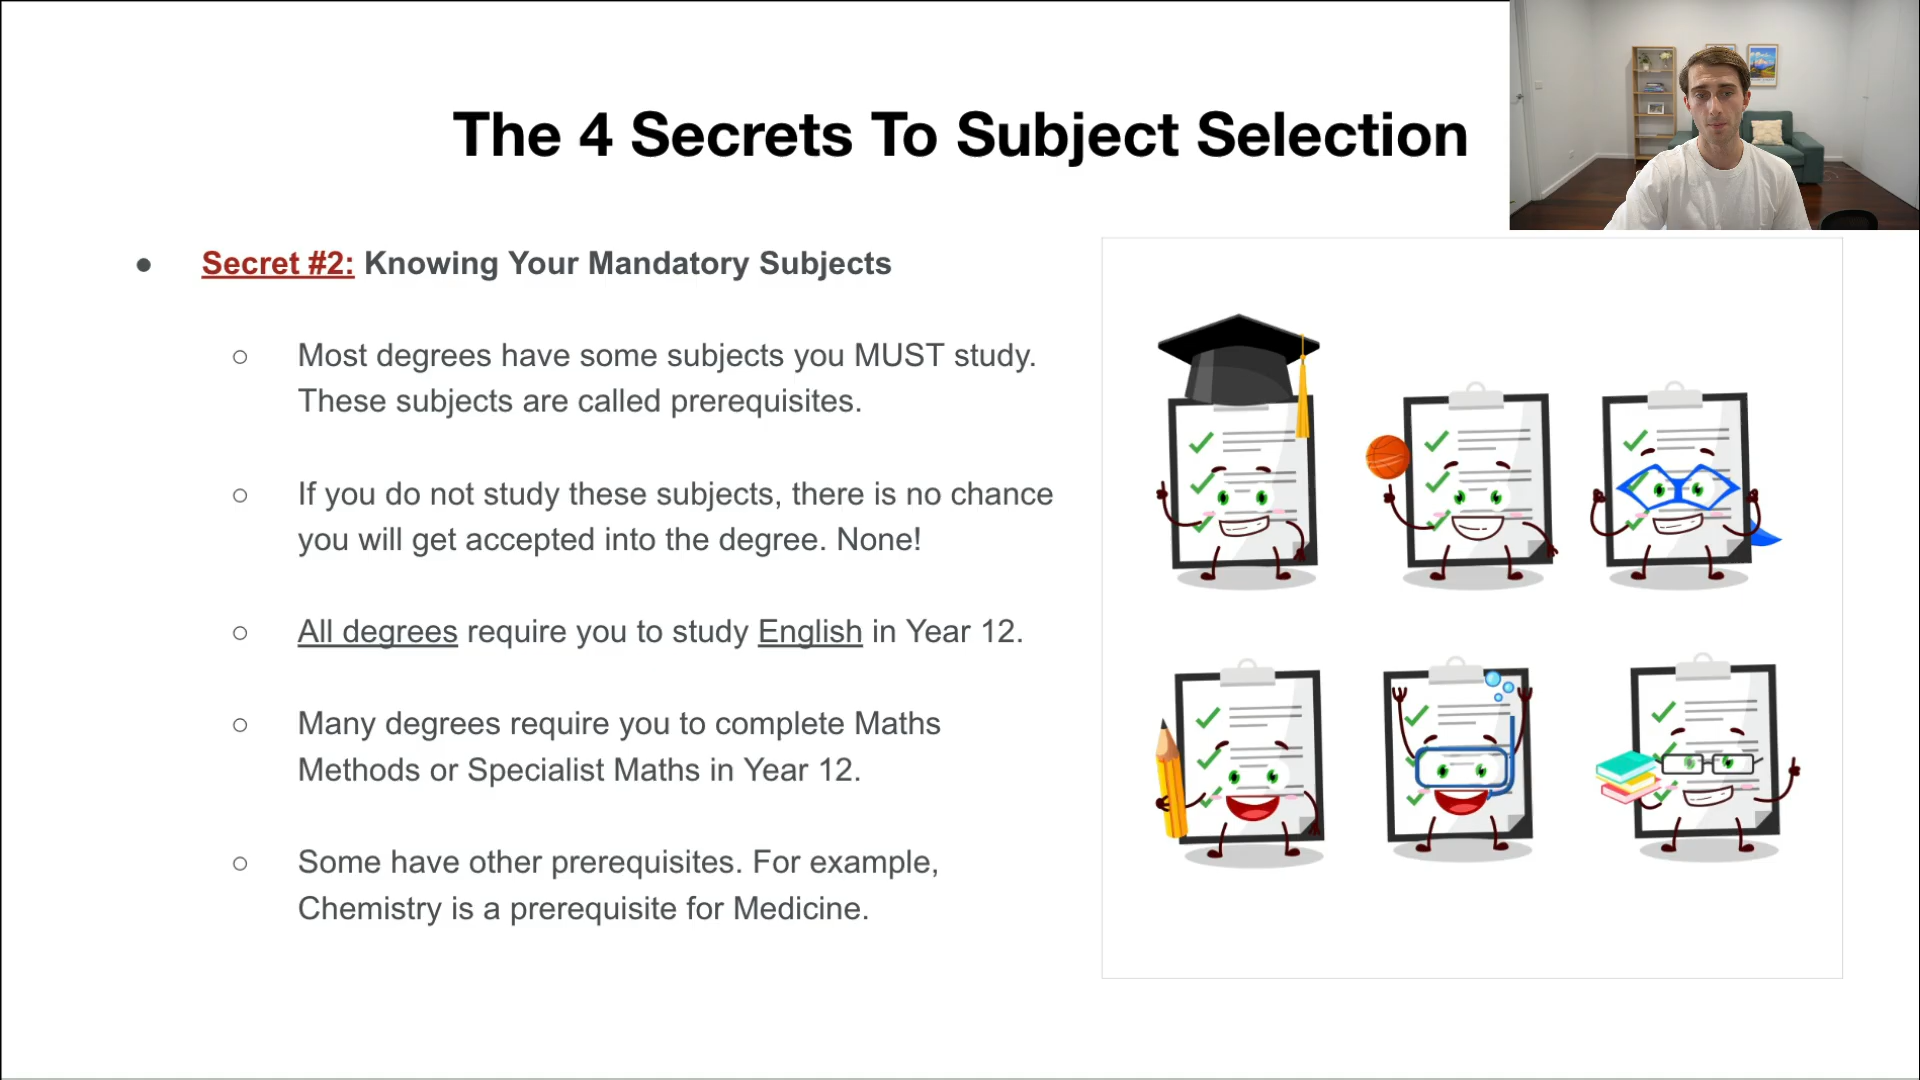 The 4 Secrets To Subject Selection
● Secret #2: Knowing Your Mandatory Subjects
○ Most degrees have some subjects you MUST study.
These subjects are called prerequisites.
○ If you do not study these subjects, there is no chance
you will get accepted into the degree. None!
○ All degrees require you to study English in Year 12.
○ Many degrees require you to complete Maths
Methods or Specialist Maths in Year 12.
○ Some have other prerequisites. For example,
Chemistry is a prerequisite for Medicine.